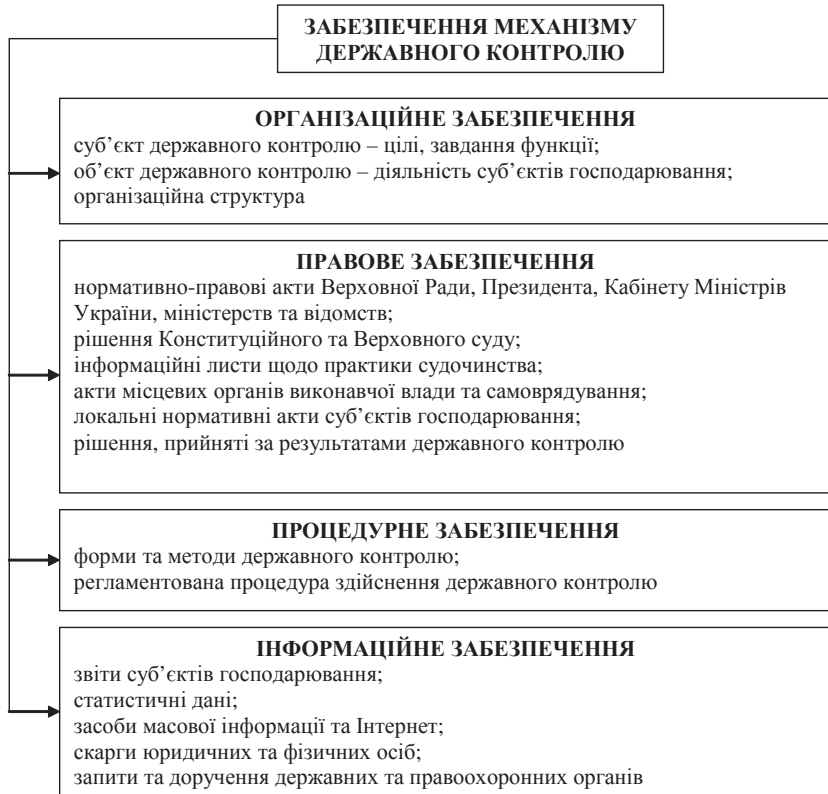 ЗАБЕЗПЕЧЕННЯ МЕХАНІЗМУ
ДЕРЖАВНОГО КОНТРОЛЮ
ОРГАНІЗАЦІЙНЕ ЗАБЕЗПЕЧЕННЯ
суб’єкт державного контролю – цілі, завдання функції;
об’єкт державного контролю – діяльність суб’єктів господарювання;
організаційна структура
ПРАВОВЕ ЗАБЕЗПЕЧЕННЯ
нормативно-правові акти Верховної Ради, Президента, Кабінету Міністрів
України, міністерств та відомств;
рішення Конституційного та Верховного суду;
інформаційні листи щодо практики судочинства;
акти місцевих органів виконавчої влади та самоврядування;
локальні нормативні акти суб’єктів господарювання;
рішення, прийняті за результатами державного контролю
ПРОЦЕДУРНЕ ЗАБЕЗПЕЧЕННЯ
форми та методи державного контролю;
регламентована процедура здійснення державного контролю
ІНФОРМАЦІЙНЕ ЗАБЕЗПЕЧЕННЯ
звіти суб’єктів господарювання;
статистичні дані;
засоби масової інформації та Інтернет;
скарги юридичних та фізичних осіб;
запити та доручення державних та правоохоронних органів